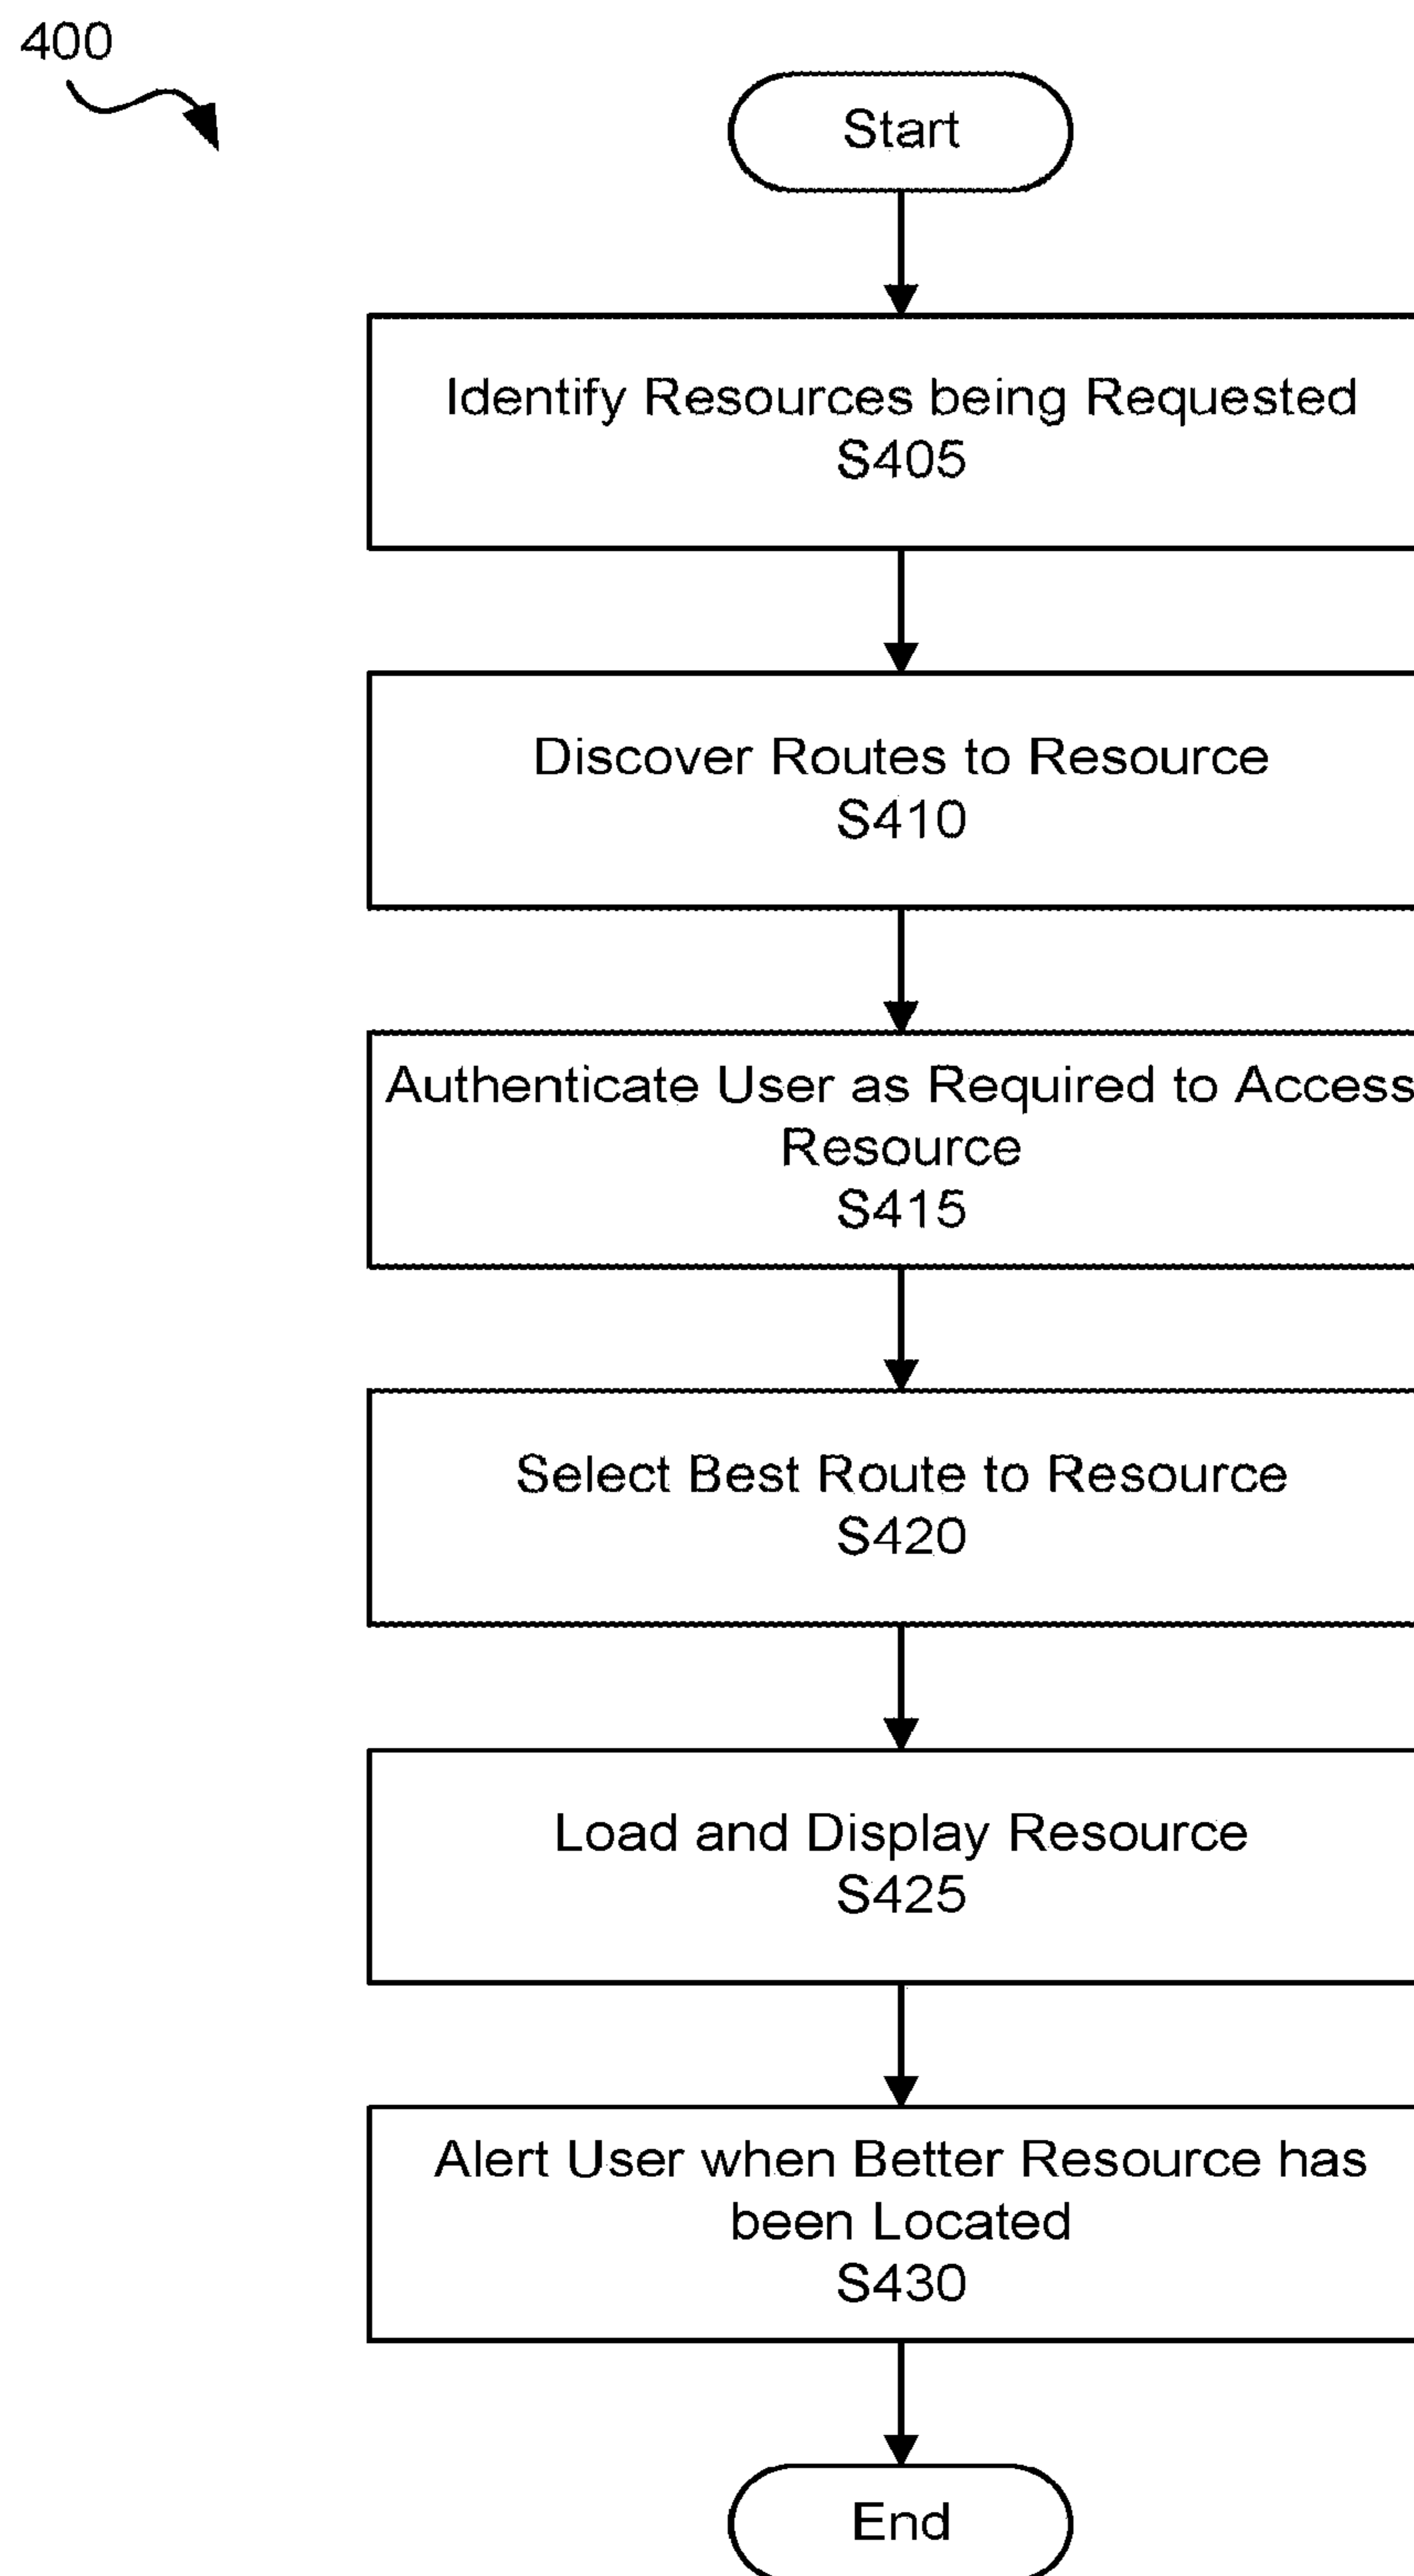 400
Start
Identify Resources being Requested
S405
Discover Routes to Resource
S410
Authenticate User as Required to Access
Resource
S415
Select Best Route to Resource
S420
Load and Display Resource
S425
Alert User when Better Resource has
been Located
S430
End